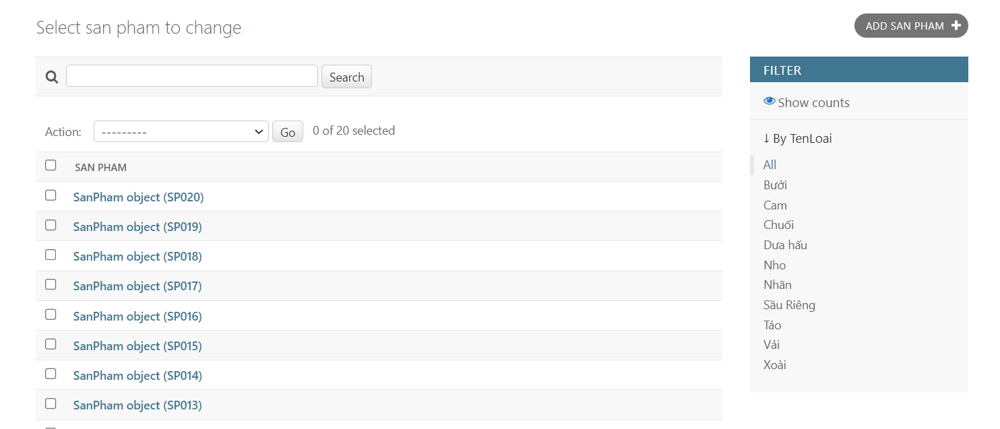 Select san pham to change
ADD SAN PHAM
Search
Action: --------- Go 0 of 20 selected
SAN PHAM
SanPham object (SP020)
SanPham object (SP019)
SanPham object (SP018)
SanPham object (SP017)
SanPham object (SP016)
SanPham object (SP015)
SanPham object (SP014)
SanPham object (SP013)
FILTER
Show counts
↓ By TenLoai
All
Bưởi
Cam
Chuối
Dưa hấu
Nho
Nhãn
Sầu Riêng
Táo
Vải
Xoài